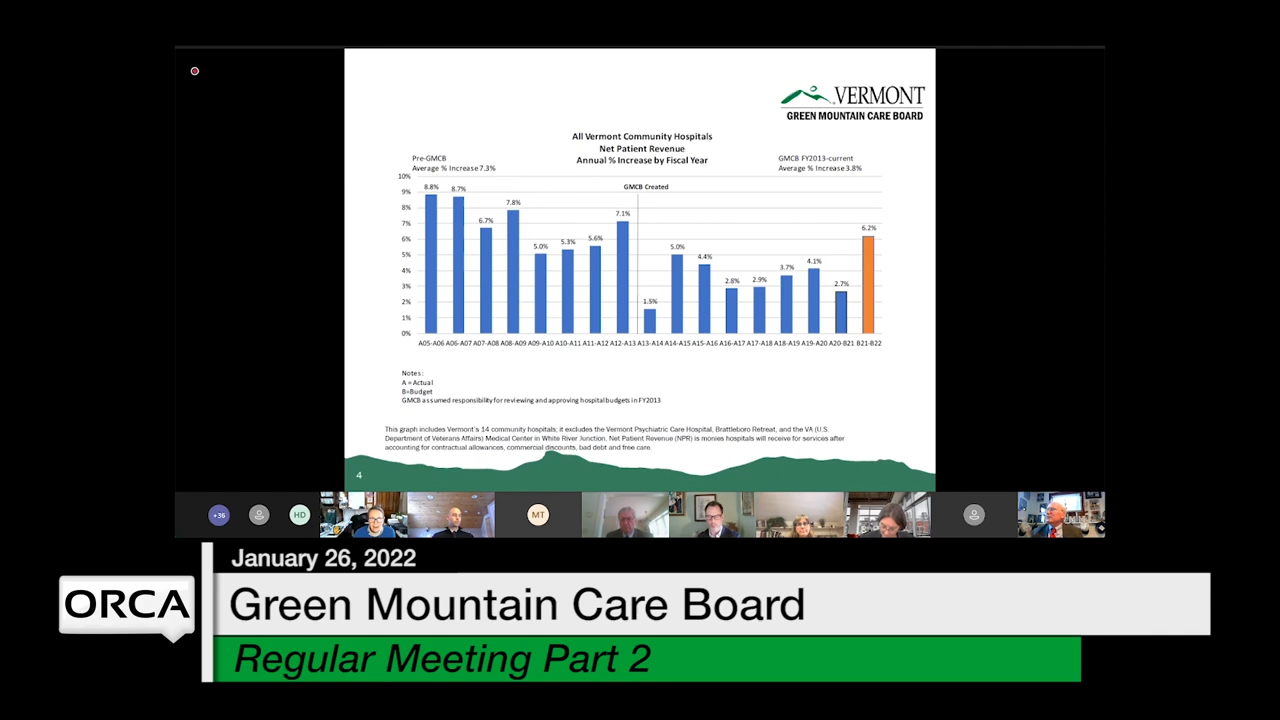 VERMONT
GREEN MOUNTAIN CARE BOARD
All Vermont Community Hospitals
Net Patient Revenue
Annual % Increase by Fiscal Year
Pre-GMCB
Average % Increase 7.3%
GMCB FY2013-current
Average % Increase 3.8%
GMCB Created
10%
9%
8%
7%
6%
5%
4%
3%
2%
1%
0%
8.8%
8.7%
6.7%
7.8%
5.0%
5.3%
5.6%
7.1%
1.5%
5.0%
4.4%
2.8%
2.9%
3.7%
4.1%
2.7%
6.2%
A05-A06 A06-A07 A07-A08 A08-A09 A09-A10 A10-A11 A11-A12 A12-A13 A13-A14 A14-A15 A15-A16 A16-A17 A17-A18 A18-A19 A19-A20 A20-B21 B21-B22
Notes:
A = Actual
B=Budget
GMCB assumed responsibility for reviewing and approving hospital budgets in FY2013
This graph includes Vermont's 14 community hospitals; it excludes the Vermont Psychiatric Care Hospital, Brattleboro Retreat, and the VA (U.S.
Department of Veterans Affairs) Medical Center in White River Junction. Net Patient Revenue (NPR) is monies hospitals will receive for services after
accounting for contractual allowances, commercial discounts, bad debt and free care.
4
+36
HD
MT
January 26, 2022
ORCA
Green Mountain Care Board
Regular Meeting Part 2